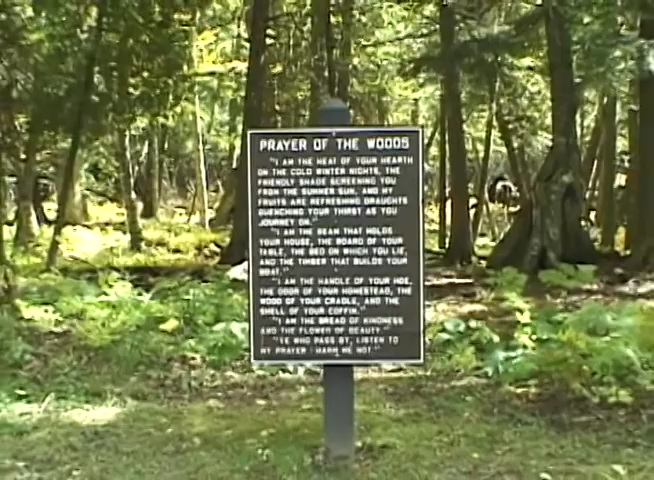 PRAYER OF THE WOODS
"I AM THE HEAT OF YOUR HEARTH
ON THE COLD WINTER NIGHTS, THE
FRIENDLY SHADE SCREENING YOU
FROM THE SUMMER SUN, AND MY
FRUITS ARE REFRESHING DRAUGHTS
QUENCHING YOUR THIRST AS YOU
JOURNEY ON."
"I AM THE BEAM THAT HOLDS
YOUR HOUSE, THE BOARD OF YOUR
TABLE, THE BED ON WHICH YOU LIE,
AND THE TIMBER THAT BUILDS YOUR
BOAT."
"I AM THE HANDLE OF YOUR HOE,
THE DOOR OF YOUR HOMESTEAD, THE
WOOD OF YOUR CRADLE, AND THE
SHELL OF YOUR COFFIN."
"I AM THE BREAD OF KINDNESS
AND THE FLOWER OF BEAUTY."
"YE WHO PASS BY, LISTEN TO
MY PRAYER: HARM ME NOT."